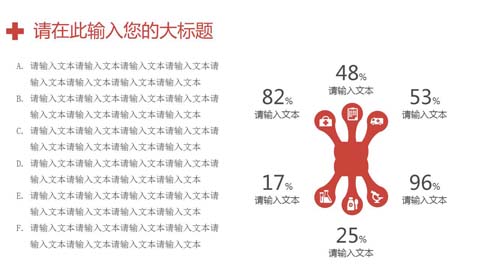 请在此输入您的大标题
A. 请输入文本请输入文本请输入文本请输入文本请
输入文本请输入文本请输入文本请输入文本
B. 请输入文本请输入文本请输入文本请输入文本请
输入文本请输入文本请输入文本请输入文本
C. 请输入文本请输入文本请输入文本请输入文本请
输入文本请输入文本请输入文本请输入文本
D. 请输入文本请输入文本请输入文本请输入文本请
输入文本请输入文本请输入文本请输入文本
E. 请输入文本请输入文本请输入文本请输入文本请
输入文本请输入文本请输入文本请输入文本
F. 请输入文本请输入文本请输入文本请输入文本请
输入文本请输入文本请输入文本请输入文本
48%
请输入文本
82%
请输入文本
53%
请输入文本
17%
请输入文本
96%
请输入文本
25%
请输入文本